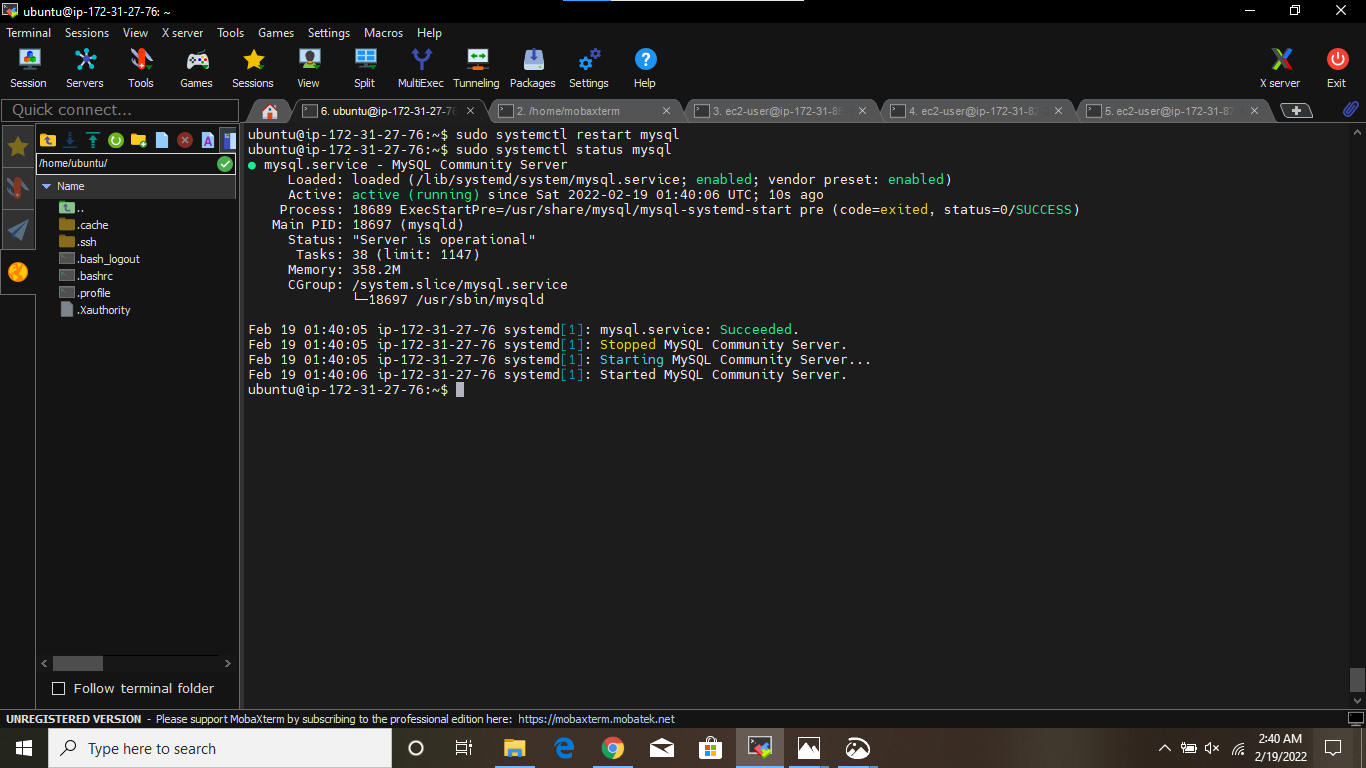 ubuntu@ip-172-31-27-76: ~
Terminal Sessions View X server Tools Games Settings Macros Help
Session Servers Tools Games Sessions View Split MultiExec Tunneling Packages Settings Help X server Exit
Quick connect...
6. ubuntu@ip-172-31-27-76 2. /home/mobaxterm 3. ec2-user@ip-172-31- 4. ec2-user@ip-172-31-82- 5. ec2-user@ip-172-31-
/home/ubuntu/
Name
..
.cache
.ssh
.bash_logout
.bashrc
.profile
.Xauthority
Follow terminal folder
ubuntu@ip-172-31-27-76:~$ sudo systemctl restart mysql
ubuntu@ip-172-31-27-76:~$ sudo systemctl status mysql
● mysql.service - MySQL Community Server
Loaded: loaded (/lib/systemd/system/mysql.service; enabled; vendor preset: enabled)
Active: active (running) since Sat 2022-02-19 01:40:06 UTC; 10s ago
Process: 18689 ExecStartPre=/usr/share/mysql/mysql-systemd-start pre (code=exited, status=0/SUCCESS)
Main PID: 18697 (mysqld)
Status: "Server is operational"
Tasks: 38 (limit: 1147)
Memory: 358.2M
CGroup: /system.slice/mysql.service
└─18697 /usr/sbin/mysqld
Feb 19 01:40:05 ip-172-31-27-76 systemd[1]: mysql.service: Succeeded.
Feb 19 01:40:05 ip-172-31-27-76 systemd[1]: Stopped MySQL Community Server.
Feb 19 01:40:05 ip-172-31-27-76 systemd[1]: Starting MySQL Community Server...
Feb 19 01:40:06 ip-172-31-27-76 systemd[1]: Started MySQL Community Server.
ubuntu@ip-172-31-27-76:~$
UNREGISTERED VERSION - Please support MobaXterm by subscribing to the professional edition here: https://mobaxterm.mobatek.net
Type here to search
2:40 AM
2/19/2022